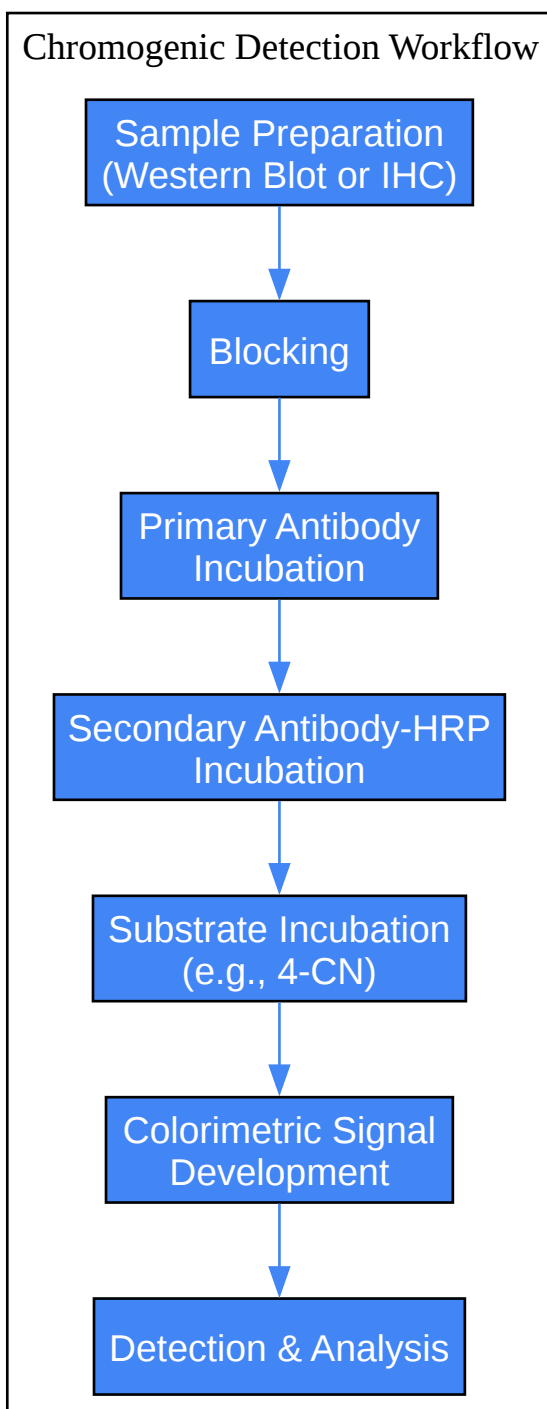 Chromogenic Detection Workflow
Sample Preparation
(Western Blot or IHC)
Blocking
Primary Antibody
Incubation
Secondary Antibody-HRP
Incubation
Substrate Incubation
(e.g., 4-CN)
Colorimetric Signal
Development
Detection & Analysis